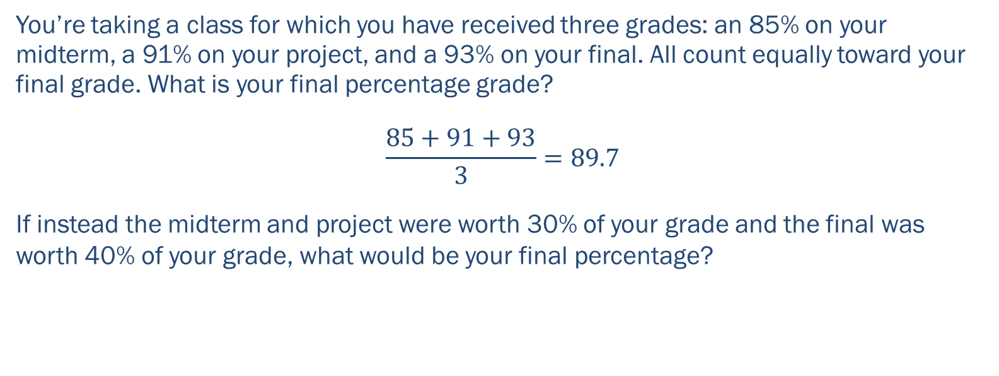 You’re taking a class for which you have received three grades: an 85% on your
midterm, a 91% on your project, and a 93% on your final. All count equally toward your
final grade. What is your final percentage grade?
85 + 91 + 93
= 89.7
3
If instead the midterm and project were worth 30% of your grade and the final was
worth 40% of your grade, what would be your final percentage?